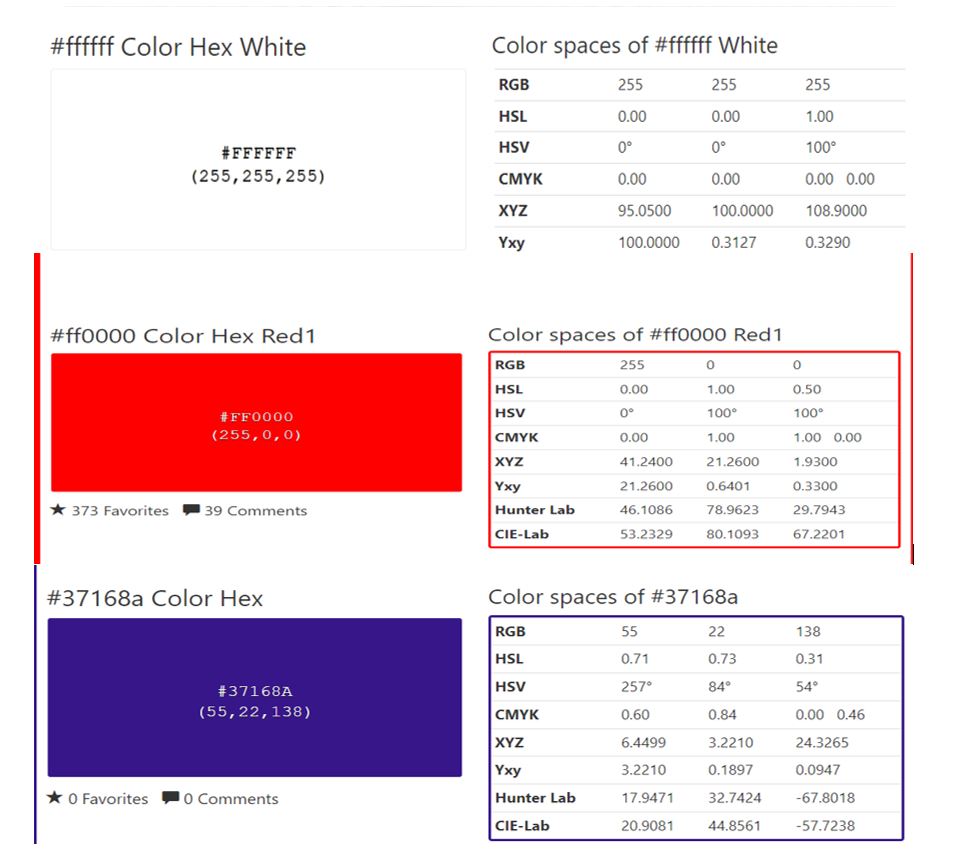 #ffffff Color Hex White
#FFFFFF
(255,255,255)
Color spaces of #ffffff White
RGB 255 255 255
HSL 0.00 0.00 1.00
HSV 0° 0° 100°
CMYK 0.00 0.00 0.00 0.00
XYZ 95.0500 100.0000 108.9000
Yxy 100.0000 0.3127 0.3290
#ff0000 Color Hex Red1
#FF0000
(255,0,0)
373 Favorites 39 Comments
Color spaces of #ff0000 Red1
RGB 255 0 0
HSL 0.00 1.00 0.50
HSV 0° 100° 100°
CMYK 0.00 1.00 1.00 0.00
XYZ 41.2400 21.2600 1.9300
Yxy 21.2600 0.6401 0.3300
Hunter Lab 46.1086 78.9623 29.7943
CIE-Lab 53.2329 80.1093 67.2201
#37168a Color Hex
#37168A
(55,22,138)
0 Favorites 0 Comments
Color spaces of #37168a
RGB 55 22 138
HSL 0.71 0.73 0.31
HSV 257° 84° 54°
CMYK 0.60 0.84 0.00 0.46
XYZ 6.4499 3.2210 24.3265
Yxy 3.2210 0.1897 0.0947
Hunter Lab 17.9471 32.7424 -67.8018
CIE-Lab 20.9081 44.8561 -57.7238